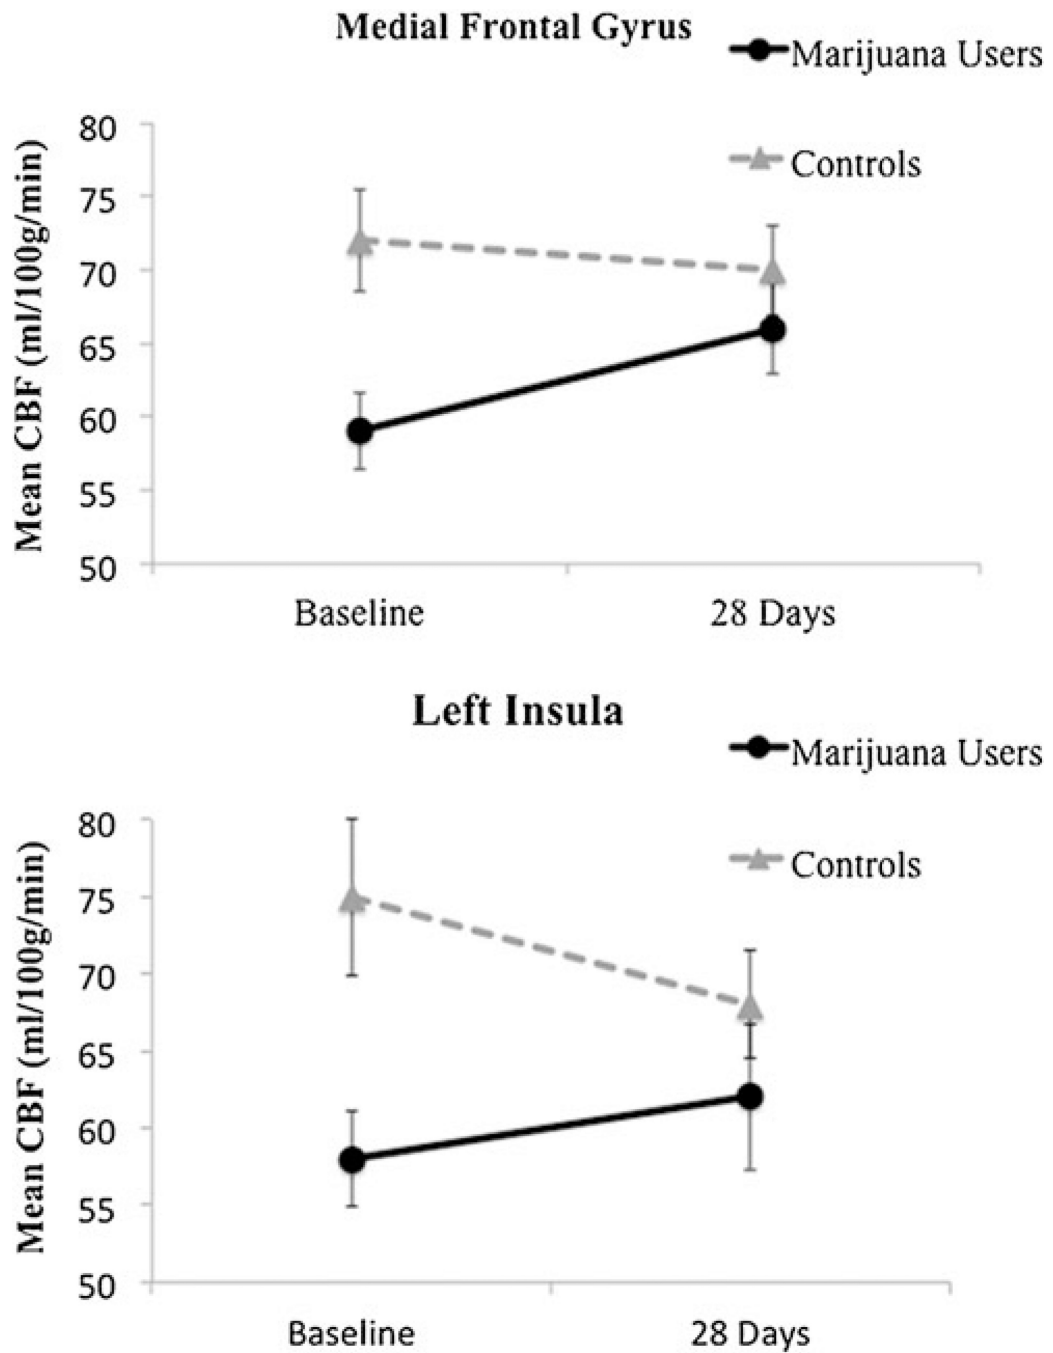 Medial Frontal Gyrus
Marijuana Users
Controls
Mean CBF (ml/100g/min)
80
75
70
65
60
55
50
Baseline
28 Days
Left Insula
Marijuana Users
Controls
Mean CBF (ml/100g/min)
80
75
70
65
60
55
50
Baseline
28 Days